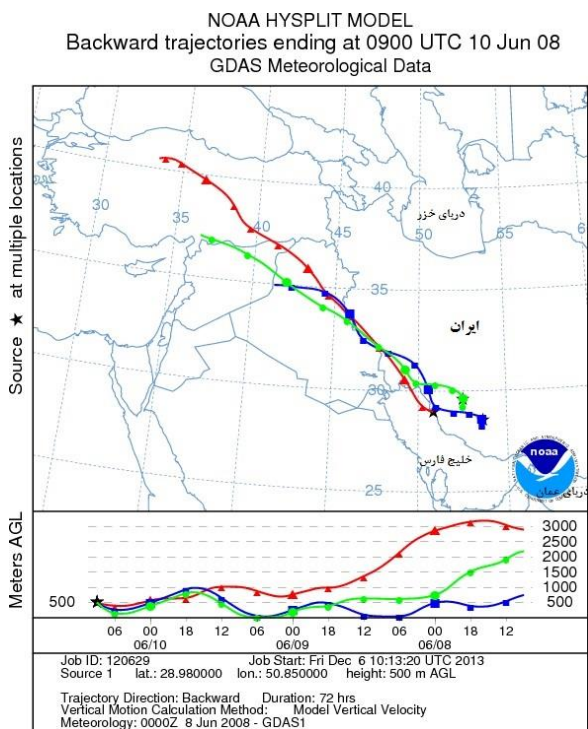 NOAA HYSPLIT MODEL
Backward trajectories ending at 0900 UTC 10 Jun 08
GDAS Meteorological Data
Source ★ at multiple locations
30
35
40
45
50
55
65
40
35
30
25
دریای خزر
ایران
خلیج فارس
noaa
دریای عمان
Meters AGL
500
3000
2500
2000
1500
1000
500
06 00 18 12 06 00 18 12 06 00 18 12
06/10 06/09 06/08
Job ID: 120629 Job Start: Fri Dec 6 10:13:20 UTC 2013
Source 1 lat.: 28.980000 lon.: 50.850000 height: 500 m AGL
Trajectory Direction: Backward Duration: 72 hrs
Vertical Motion Calculation Method: Model Vertical Velocity
Meteorology: 0000Z 8 Jun 2008 - GDAS1